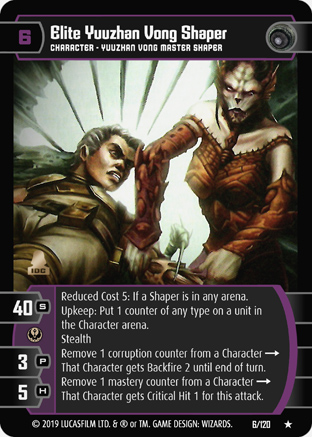 6 Elite Yuuzhan Vong Shaper
CHARACTER - YUUZHAN VONG MASTER SHAPER
IDC
40 S
3 P
5 H
Reduced Cost 5: If a Shaper is in any arena.
Upkeep: Put 1 counter of any type on a unit in
the Character arena.
Stealth
Remove 1 corruption counter from a Character →
That Character gets Backfire 2 until end of turn.
Remove 1 mastery counter from a Character →
That Character gets Critical Hit 1 for this attack.
© 2019 LUCASFILM LTD. & ® or TM. GAME DESIGN: WIZARDS. 6/120 ★